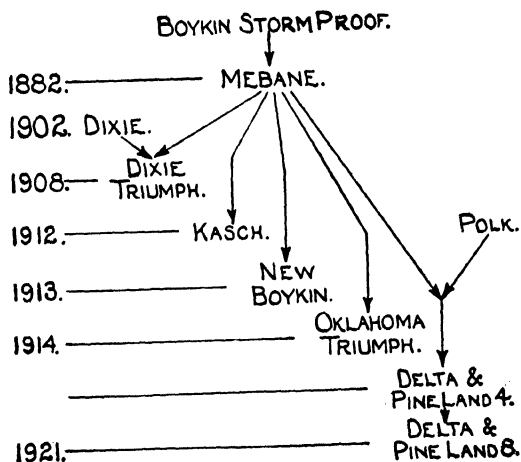 BOYKIN STORM PROOF.
1882. MEBANE.
1902. DIXIE.
1908. DIXIE
TRIUMPH.
POLK.
1912. KASCH.
NEW
1913. BOYKIN.
OKLAHOMA
1914. TRIUMPH.
DELTA &
PINE LAND 4.
DELTA &
1921. PINE LAND 8.